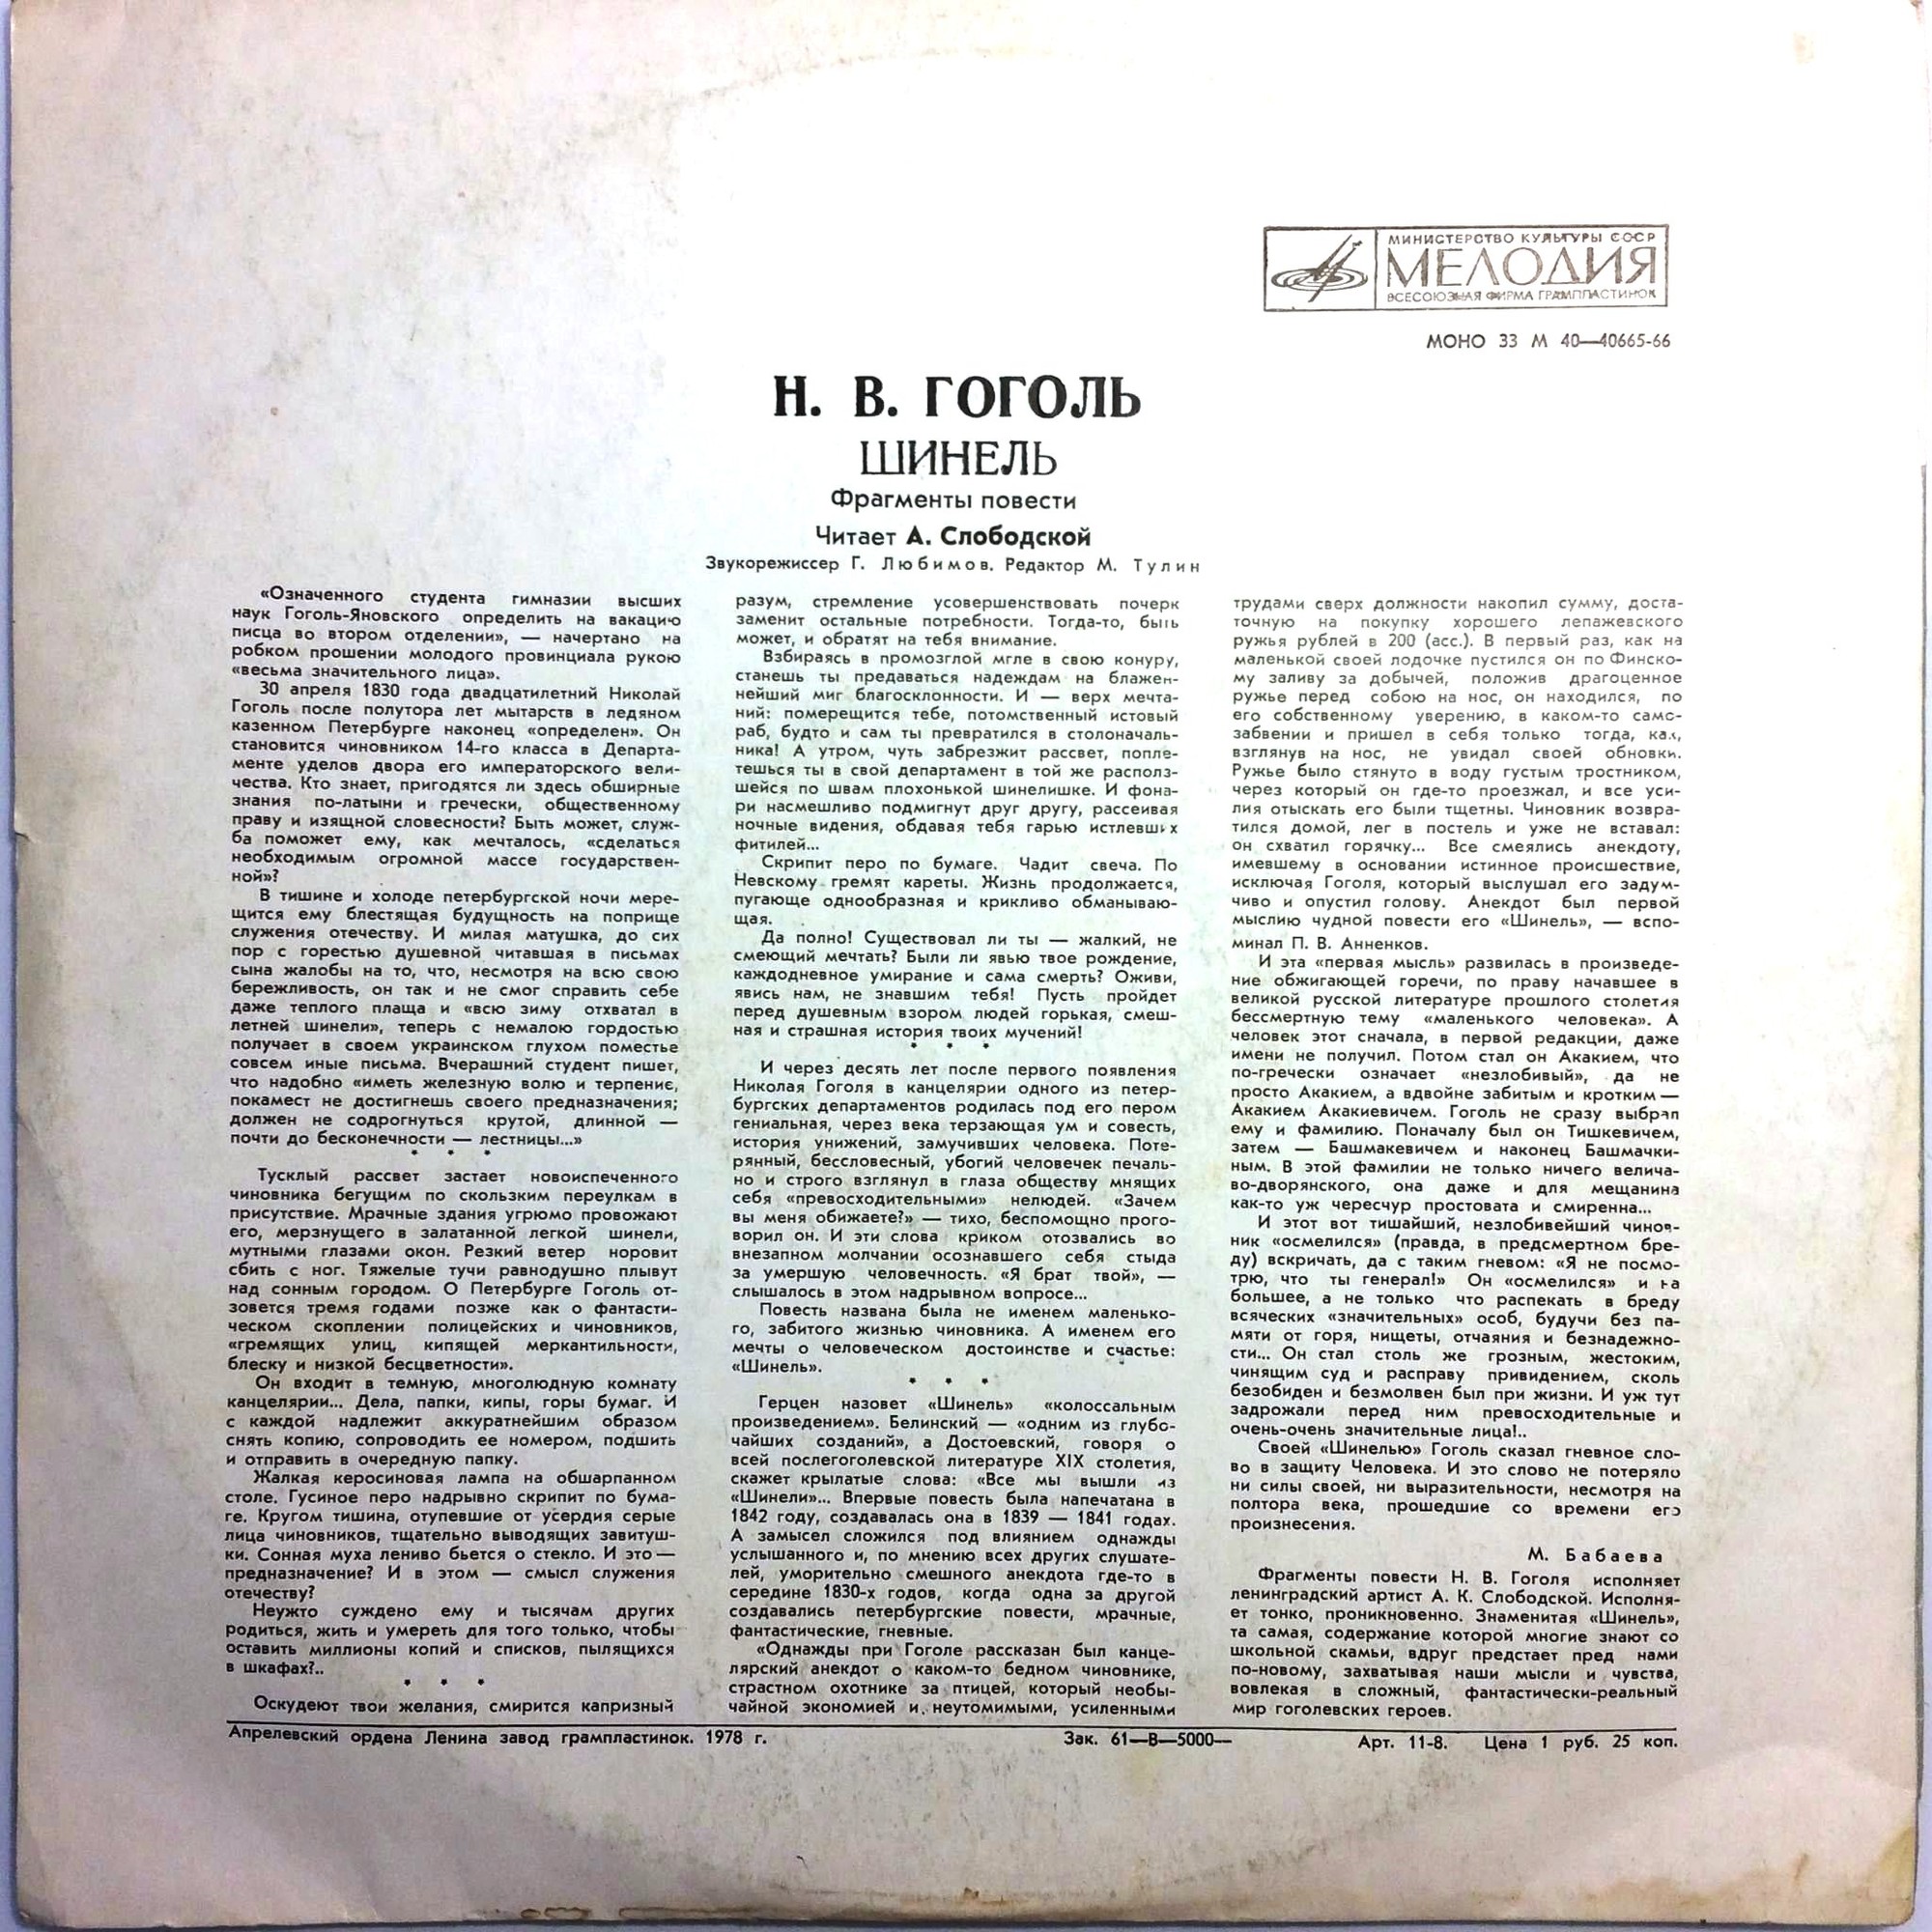 МИНИСТЕРСТВО КУЛЬТУРЫ СССР
МЕЛОДИЯ
ВСЕСОЮЗНАЯ ФИРМА ГРАМПЛАСТИНОК
МОНО 33 М 40—40665-66
Н. В. ГОГОЛЬ
ШИНЕЛЬ
Фрагменты повести
Читает А. Слободской
Звукорежиссер Г. Любимов. Редактор М. Тулин
«Означенного студента гимназии высших
наук Гоголь-Яновского определить на вакацию
писца во втором отделении», — начертано на
робком прошении молодого провинциала рукою
«весьма значительного лица».
30 апреля 1830 года двадцатилетний Николай
Гоголь после полутора лет мытарств в ледяном
казенном Петербурге наконец «определен». Он
становится чиновником 14-го класса в Департа-
менте уделов двора его императорского вели-
чества. Кто знает, пригодятся ли здесь обширные
знания по-латыни и гречески, общественному
праву и изящной словесности? Быть может, служ-
ба поможет ему, как мечталось, «сделаться
необходимым огромной массе государствен-
ной»?
В тишине и холоде петербургской ночи мере-
щится ему блестящая будущность на поприще
служения отечеству. И милая матушка, до сих
пор с горестью душевной читавшая в письмах
сына жалобы на то, что, несмотря на всю свою
бережливость, он так и не смог справить себе
даже теплого плаща и «всю зиму отхватал в
летней шинели», теперь с немалою гордостью
получает в своем украинском глухом поместье
совсем иные письма. Вчерашний студент пишет,
что надобно «иметь железную волю и терпение,
покамест не достигнешь своего предназначения;
должен не содрогнуться крутой, длинной —
почти до бесконечности — лестницы...»
* * *
Тусклый рассвет застает новоиспеченного
чиновника бегущим по скользким переулкам в
присутствие. Мрачные здания угрюмо провожают
его, мерзнущего в залатанной легкой шинели,
мутными глазами окон. Резкий ветер норовит
сбить с ног. Тяжелые тучи равнодушно плывут
над сонным городом. О Петербурге Гоголь от-
зовется тремя годами позже как о фантасти-
ческом скоплении полицейских и чиновников,
«гремящих улиц, кипящей меркантильности,
блеску и низкой бесцветности».
Он входит в темную, многолюдную комнату
канцелярии... Дела, папки, кипы, горы бумаг. И
с каждой надлежит аккуратнейшим образом
снять копию, сопроводить ее номером, подшить
и отправить в очередную папку.
Жалкая керосиновая лампа на обшарпанном
столе. Гусиное перо надрывно скрипит по бума-
ге. Кругом тишина, отупевшие от усердия серые
лица чиновников, тщательно выводящих завитуш-
ки. Сонная муха лениво бьется о стекло. И это —
предназначение? И в этом — смысл служения
отечеству?
Неужто суждено ему и тысячам других
родиться, жить и умереть для того только, чтобы
оставить миллионы копий и списков, пылящихся
в шкафах?..
* * *
Оскудеют твои желания, смирится капризный
разум, стремление усовершенствовать почерк
заменит остальные потребности. Тогда-то, быть
может, и обратят на тебя внимание.
Взбираясь в промозглой мгле в свою конуру,
станешь ты предаваться надеждам на блажен-
нейший миг благосклонности. И — верх мечта-
ний: померещится тебе, потомственный истовый
раб, будто и сам ты превратился в столоначаль-
ника! А утром, чуть забрезжит рассвет, попле-
тешься ты в свой департамент в той же располз-
шейся по швам плохонькой шинелишке. И фона-
ри насмешливо подмигнут друг другу, рассеивая
ночные видения, обдавая тебя гарью истлевших
фитилей...
Скрипит перо по бумаге. Чадит свеча. По
Невскому гремят кареты. Жизнь продолжается,
пугающе однообразная и крикливо обманываю-
щая.
Да полно! Существовал ли ты — жалкий, не
смеющий мечтать? Были ли явью твое рождение,
каждодневное умирание и сама смерть? Оживи,
явись нам, не знавшим тебя! Пусть пройдет
перед душевным взором людей горькая, смеш-
ная и страшная история твоих мучений!
* * *
И через десять лет после первого появления
Николая Гоголя в канцелярии одного из петер-
бургских департаментов родилась под его пером
гениальная, через века терзающая ум и совесть,
история унижений, замучивших человека. Поте-
рянный, бессловесный, убогий человечек печаль-
но и строго взглянул в глаза обществу мнящих
себя «превосходительными» нелюдей. «Зачем
вы меня обижаете?» — тихо, беспомощно прого-
ворил он. И эти слова криком отозвались во
внезапном молчании осознавшего себя стыда
за умершую человечность. «Я брат твой», —
слышалось в этом надрывном вопросе...
Повесть названа была не именем маленько-
го, забитого жизнью чиновника. А именем его
мечты о человеческом достоинстве и счастье:
«Шинель».
* * *
Герцен назовет «Шинель» «колоссальным
произведением». Белинский — «одним из глубо-
чайших созданий», а Достоевский, говоря о
всей послегоголевской литературе XIX столетия,
скажет крылатые слова: «Все мы вышли из
«Шинели»... Впервые повесть была напечатана в
1842 году, создавалась она в 1839 — 1841 годах.
А замысел сложился под влиянием однажды
услышанного и, по мнению всех других слушате-
лей, уморительно смешного анекдота где-то в
середине 1830-х годов, когда одна за другой
создавались петербургские повести, мрачные,
фантастические, гневные.
«Однажды при Гоголе рассказан был канце-
лярский анекдот о каком-то бедном чиновнике,
страстном охотнике за птицей, который необы-
чайной экономией и неутомимыми, усиленными
трудами сверх должности накопил сумму, доста-
точную на покупку хорошего лепажевского
ружья рублей в 200 (асс.). В первый раз, как на
маленькой своей лодочке пустился он по Финско-
му заливу за добычей, положив драгоценное
ружье перед собою на нос, он находился, по
его собственному уверению, в каком-то само-
забвении и пришел в себя только тогда, как,
взглянув на нос, не увидал своей обновки.
Ружье было стянуто в воду густым тростником,
через который он где-то проезжал, и все уси-
лия отыскать его были тщетны. Чиновник возвра-
тился домой, лег в постель и уже не вставал:
он схватил горячку... Все смеялись анекдоту,
имевшему в основании истинное происшествие,
исключая Гоголя, который выслушал его задум-
чиво и опустил голову. Анекдот был первой
мыслию чудной повести его «Шинель», — вспо-
минал П. В. Анненков.
И эта «первая мысль» развилась в произведе-
ние обжигающей горечи, по праву начавшее в
великой русской литературе прошлого столетия
бессмертную тему «маленького человека». А
человек этот сначала, в первой редакции, даже
имени не получил. Потом стал он Акакием, что
по-гречески означает «незлобивый», да не
просто Акакием, а вдвойне забитым и кротким —
Акакием Акакиевичем. Гоголь не сразу выбрал
ему и фамилию. Поначалу был он Тишкевичем,
затем — Башмакевичем и наконец Башмачки-
ным. В этой фамилии не только ничего велича-
во-дворянского, она даже и для мещанина
как-то уж чересчур простовата и смиренна...
И этот вот тишайший, незлобивейший чинов-
ник «осмелился» (правда, в предсмертном бре-
ду) вскричать, да с таким гневом: «Я не посмо-
трю, что ты генерал!» Он «осмелился» и на
большее, а не только что распекать в бреду
всяческих «значительных» особ, будучи без па-
мяти от горя, нищеты, отчаяния и безнадежно-
сти... Он стал столь же грозным, жестоким,
чинящим суд и расправу привидением, сколь
безобиден и безмолвен был при жизни. И уж тут
задрожали перед ним превосходительные и
очень-очень значительные лица!..
Своей «Шинелью» Гоголь сказал гневное сло-
во в защиту Человека. И это слово не потеряло
ни силы своей, ни выразительности, несмотря на
полтора века, прошедшие со времени его
произнесения.
М. Бабаева
Фрагменты повести Н. В. Гоголя исполняет
ленинградский артист А. К. Слободской. Исполня-
ет тонко, проникновенно. Знаменитая «Шинель»,
та самая, содержание которой многие знают со
школьной скамьи, вдруг предстает пред нами
по-новому, захватывая наши мысли и чувства,
вовлекая в сложный, фантастически-реальный
мир гоголевских героев.
Апрелевский ордена Ленина завод грампластинок. 1978 г. Зак. 61—В—5000— Арт. 11-8. Цена 1 руб. 25 коп.